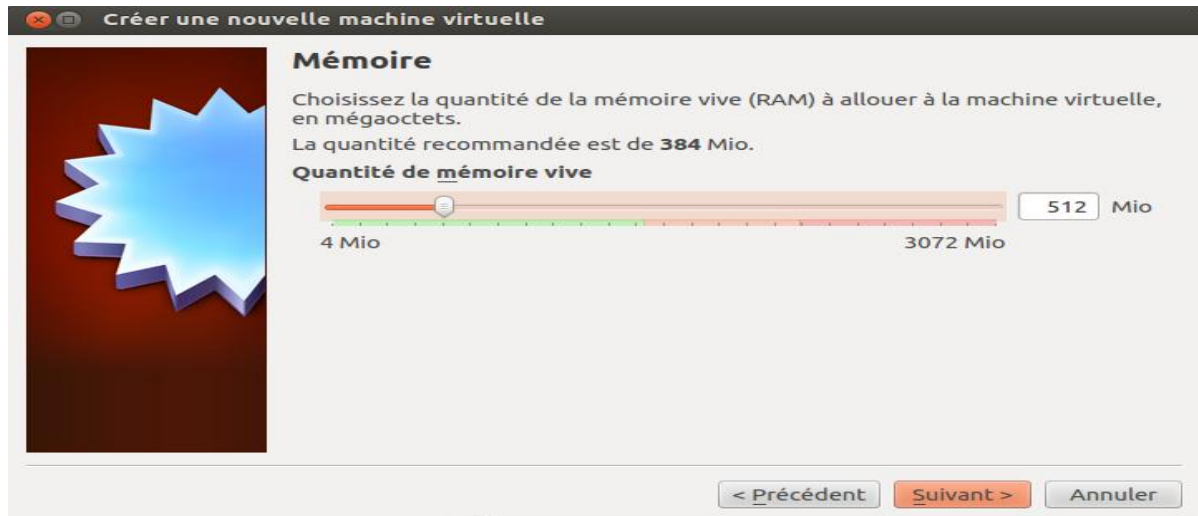 Créer une nouvelle machine virtuelle
Mémoire
Choisissez la quantité de la mémoire vive (RAM) à allouer à la machine virtuelle,
en mégaoctets.
La quantité recommandée est de 384 Mio.
Quantité de mémoire vive
512 Mio
4 Mio 3072 Mio
< Précédent Suivant > Annuler